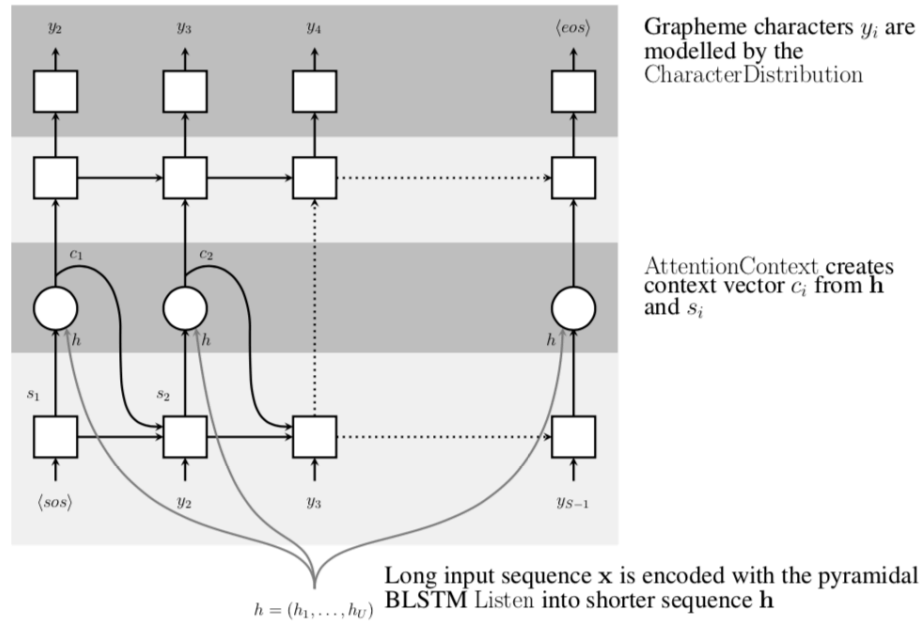 y₂ y₃ y₄ ⟨eos⟩
Grapheme characters yᵢ are
modelled by the
CharacterDistribution
c₁ c₂
AttentionContext creates
context vector cᵢ from h
and sᵢ
h h h
s₁ s₂
⟨sos⟩ y₂ y₃ y_{S−1}
Long input sequence x is encoded with the pyramidal
BLSTM Listen into shorter sequence h
h = (h₁, . . . , h_U)